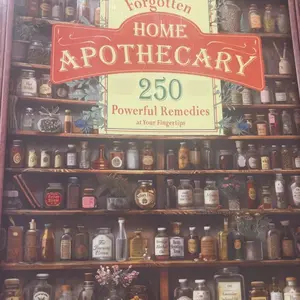 Forgotten
HOME
APOTHECARY
250
Powerful Remedies
at Your Fingertips